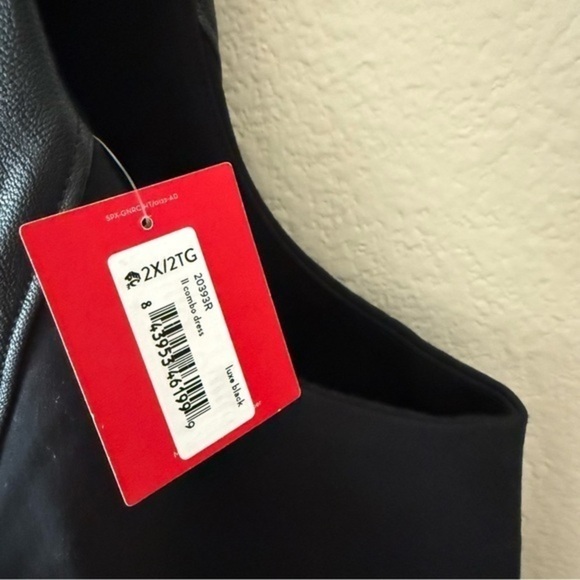 2X/2TG
20393R
ll combo dress
luxe black
8 43953 46199 9